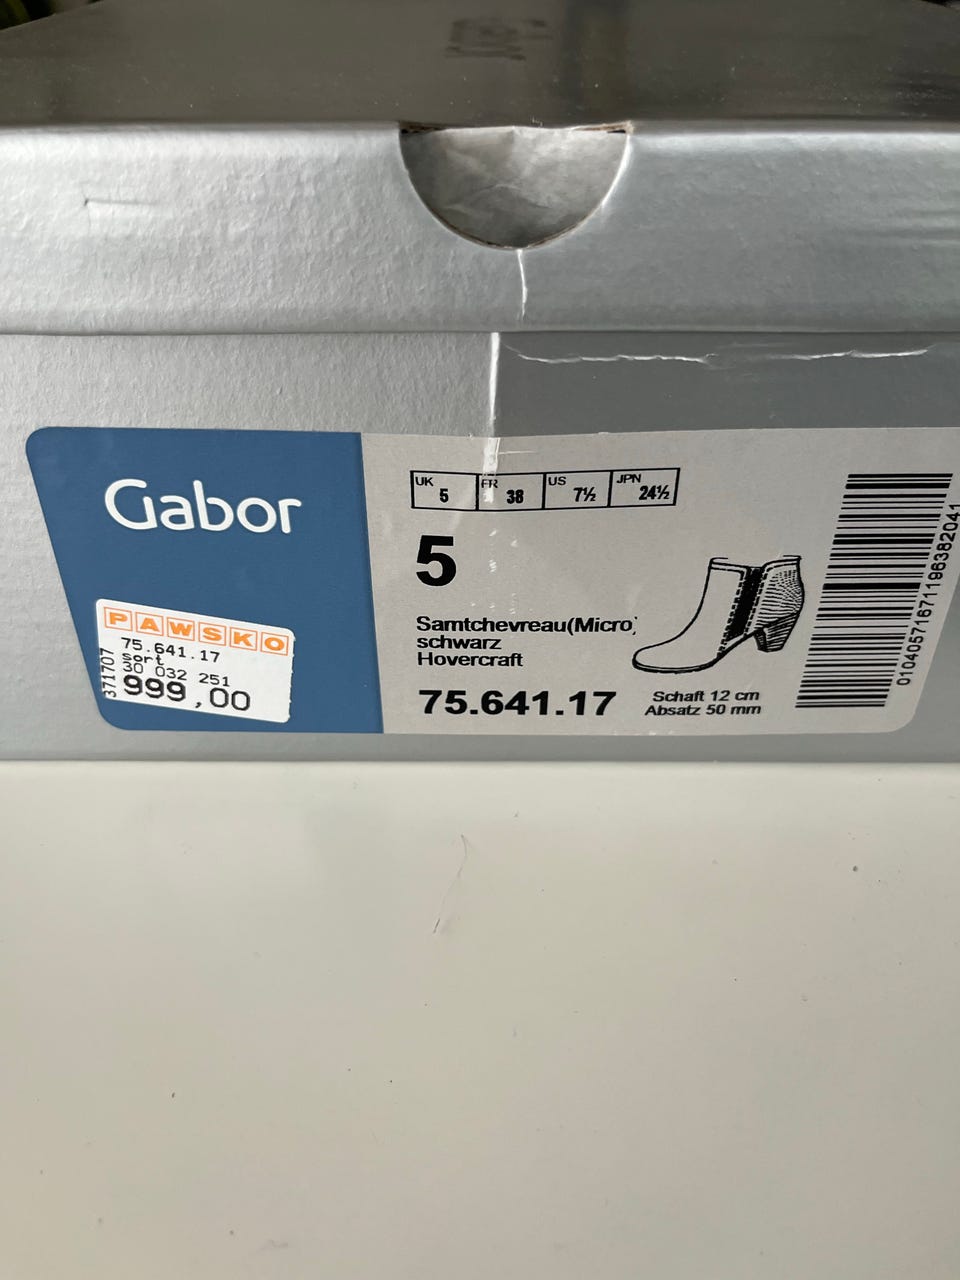 Gabor
UK 5 FR 38 US 7½ JPN 24½
5
Samtchevreau(Micro)
schwarz
Hovercraft
75.641.17
Schaft 12 cm
Absatz 50 mm
PAWSKO
75.641.17
Sort
30 032 251
999,00
371707